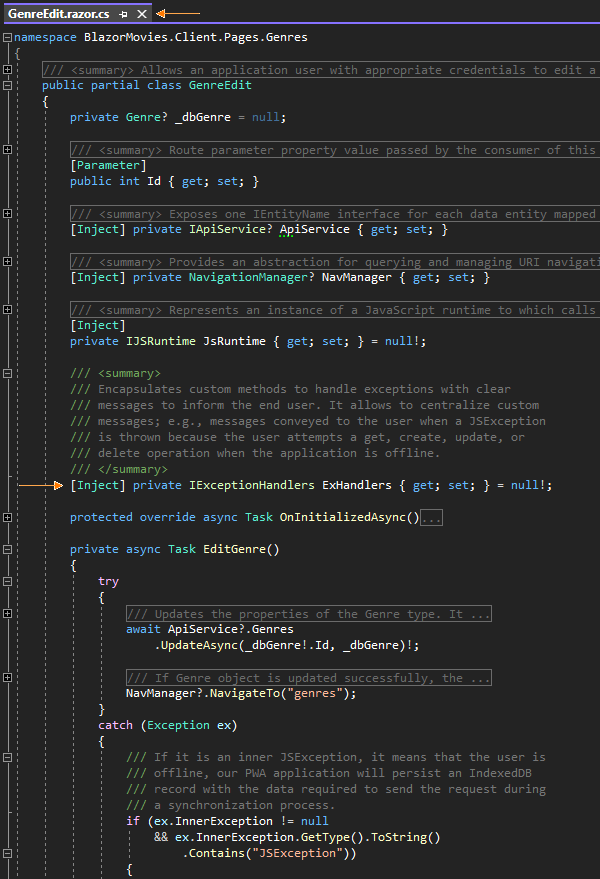 GenreEdit.razor.cs
namespace BlazorMovies.Client.Pages.Genres
{
/// <summary> Allows an application user with appropriate credentials to edit a
public partial class GenreEdit
{
private Genre? _dbGenre = null;
/// <summary> Route parameter property value passed by the consumer of this
[Parameter]
public int Id { get; set; }
/// <summary> Exposes one IEntityName interface for each data entity mapped
[Inject] private IApiService? ApiService { get; set; }
/// <summary> Provides an abstraction for querying and managing URI navigati
[Inject] private NavigationManager? NavManager { get; set; }
/// <summary> Represents an instance of a JavaScript runtime to which calls
[Inject]
private IJSRuntime JsRuntime { get; set; } = null!;
/// <summary>
/// Encapsulates custom methods to handle exceptions with clear
/// messages to inform the end user. It allows to centralize custom
/// messages; e.g., messages conveyed to the user when a JSException
/// is thrown because the user attempts a get, create, update, or
/// delete operation when the application is offline.
/// </summary>
[Inject] private IExceptionHandlers ExHandlers { get; set; } = null!;
protected override async Task OnInitializedAsync()...
private async Task EditGenre()
{
try
{
/// Updates the properties of the Genre type. It ...
await ApiService?.Genres
.UpdateAsync(_dbGenre!.Id, _dbGenre)!;
/// If Genre object is updated successfully, the ...
NavManager?.NavigateTo("genres");
}
catch (Exception ex)
{
/// If it is an inner JSException, it means that the user is
/// offline, our PWA application will persist an IndexedDB
/// record with the data required to send the request during
/// a synchronization process.
if (ex.InnerException != null
&& ex.InnerException.GetType().ToString()
.Contains("JSException"))
{